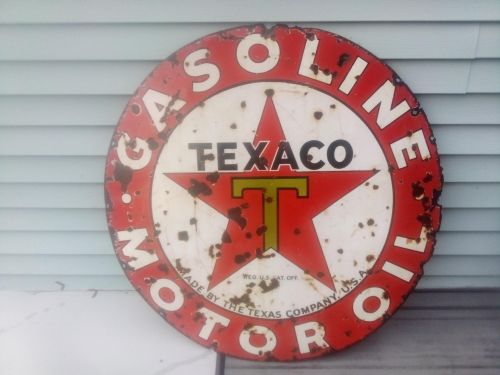 GASOLINE
TEXACO
T
REG. U.S. PAT. OFF.
MADE BY THE TEXAS COMPANY, U.S.A.
MOTOR OIL